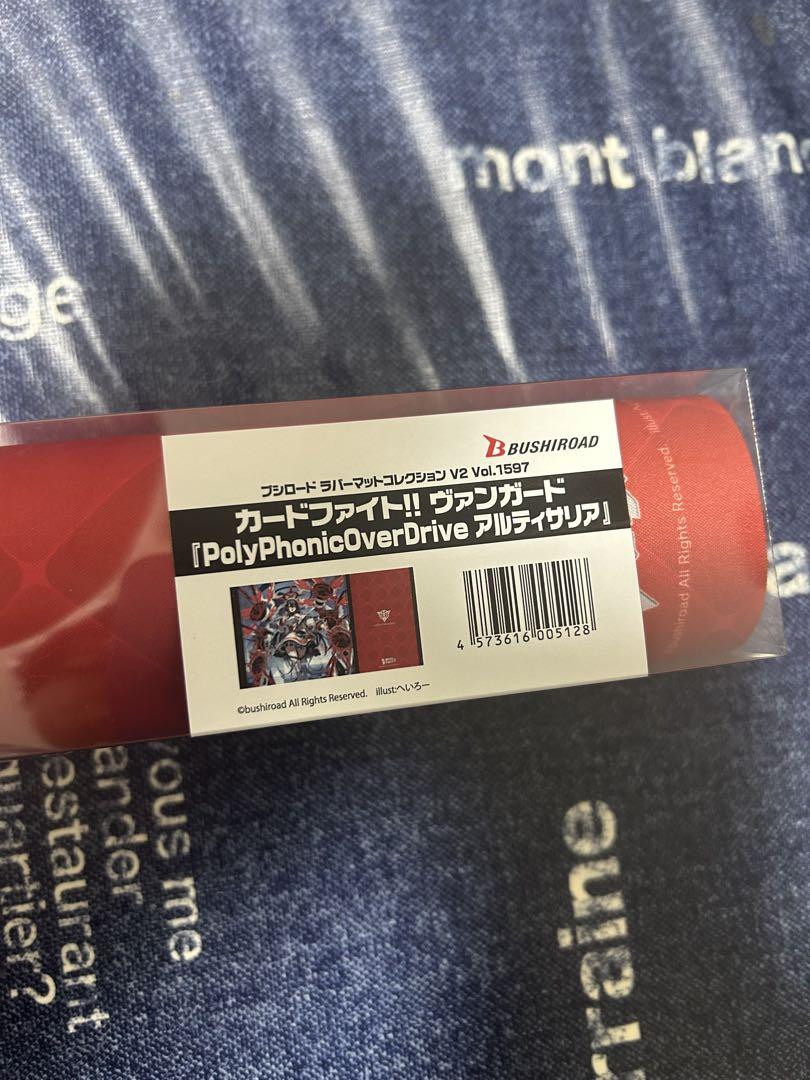 mont blan
ge
BUSHIROAD
ブシロード ラバーマットコレクション V2 Vol.1597
カードファイト!! ヴァンガード
『PolyPhonicOverDrive アルティサリア』
4 573616 005128
©bushiroad All Rights Reserved. illust:へいろー
bushiroad All Rights Reserved.
vous me
ander
estaurant
quartier?
rraine